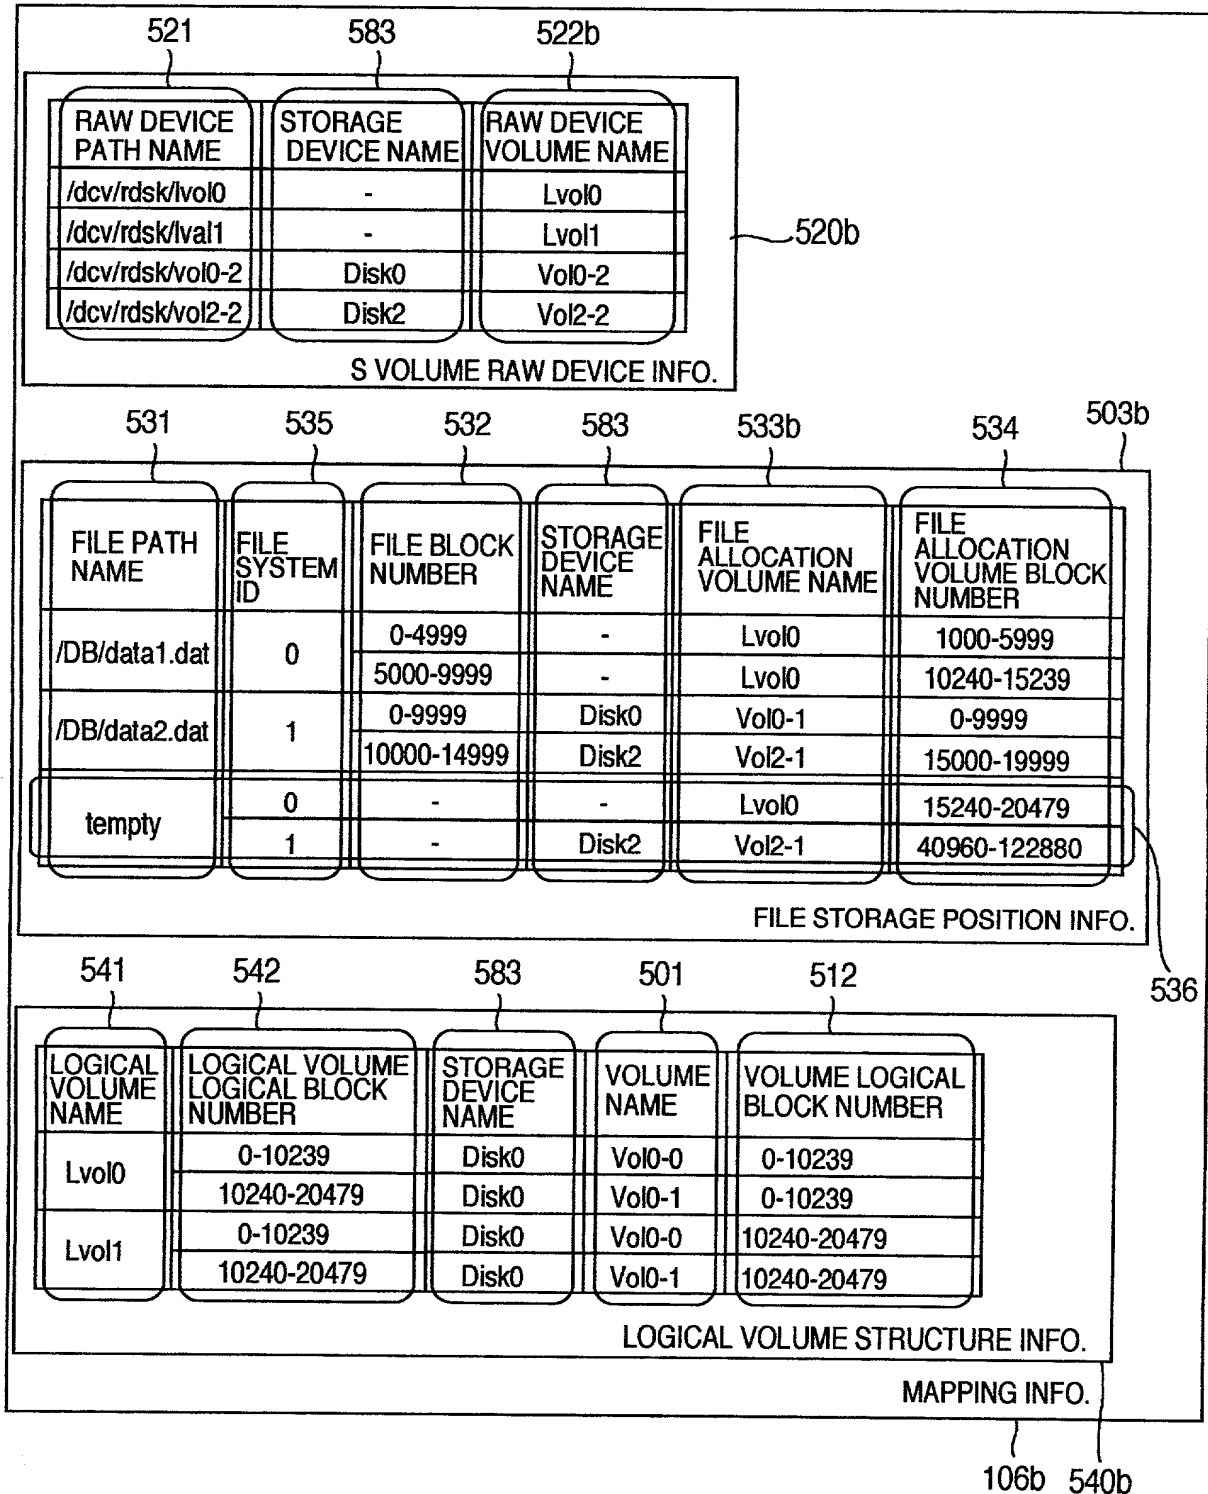 521 583 522b
RAW DEVICE PATH NAME STORAGE DEVICE NAME RAW DEVICE VOLUME NAME
/dcv/rdsk/lvol0 - Lvol0
/dcv/rdsk/lval1 - Lvol1
/dcv/rdsk/vol0-2 Disk0 Vol0-2
/dcv/rdsk/vol2-2 Disk2 Vol2-2
520b
S VOLUME RAW DEVICE INFO.
531 535 532 583 533b 534 503b
FILE PATH NAME FILE SYSTEM ID FILE BLOCK NUMBER STORAGE DEVICE NAME FILE ALLOCATION VOLUME NAME FILE ALLOCATION VOLUME BLOCK NUMBER
/DB/data1.dat 0 0-4999 - Lvol0 1000-5999
5000-9999 - Lvol0 10240-15239
/DB/data2.dat 1 0-9999 Disk0 Vol0-1 0-9999
10000-14999 Disk2 Vol2-1 15000-19999
tempty 0 - - Lvol0 15240-20479
1 - Disk2 Vol2-1 40960-122880
FILE STORAGE POSITION INFO.
536
541 542 583 501 512
LOGICAL VOLUME NAME LOGICAL VOLUME LOGICAL BLOCK NUMBER STORAGE DEVICE NAME VOLUME NAME VOLUME LOGICAL BLOCK NUMBER
Lvol0 0-10239 Disk0 Vol0-0 0-10239
10240-20479 Disk0 Vol0-1 0-10239
Lvol1 0-10239 Disk0 Vol0-0 10240-20479
10240-20479 Disk0 Vol0-1 10240-20479
LOGICAL VOLUME STRUCTURE INFO.
MAPPING INFO.
106b 540b